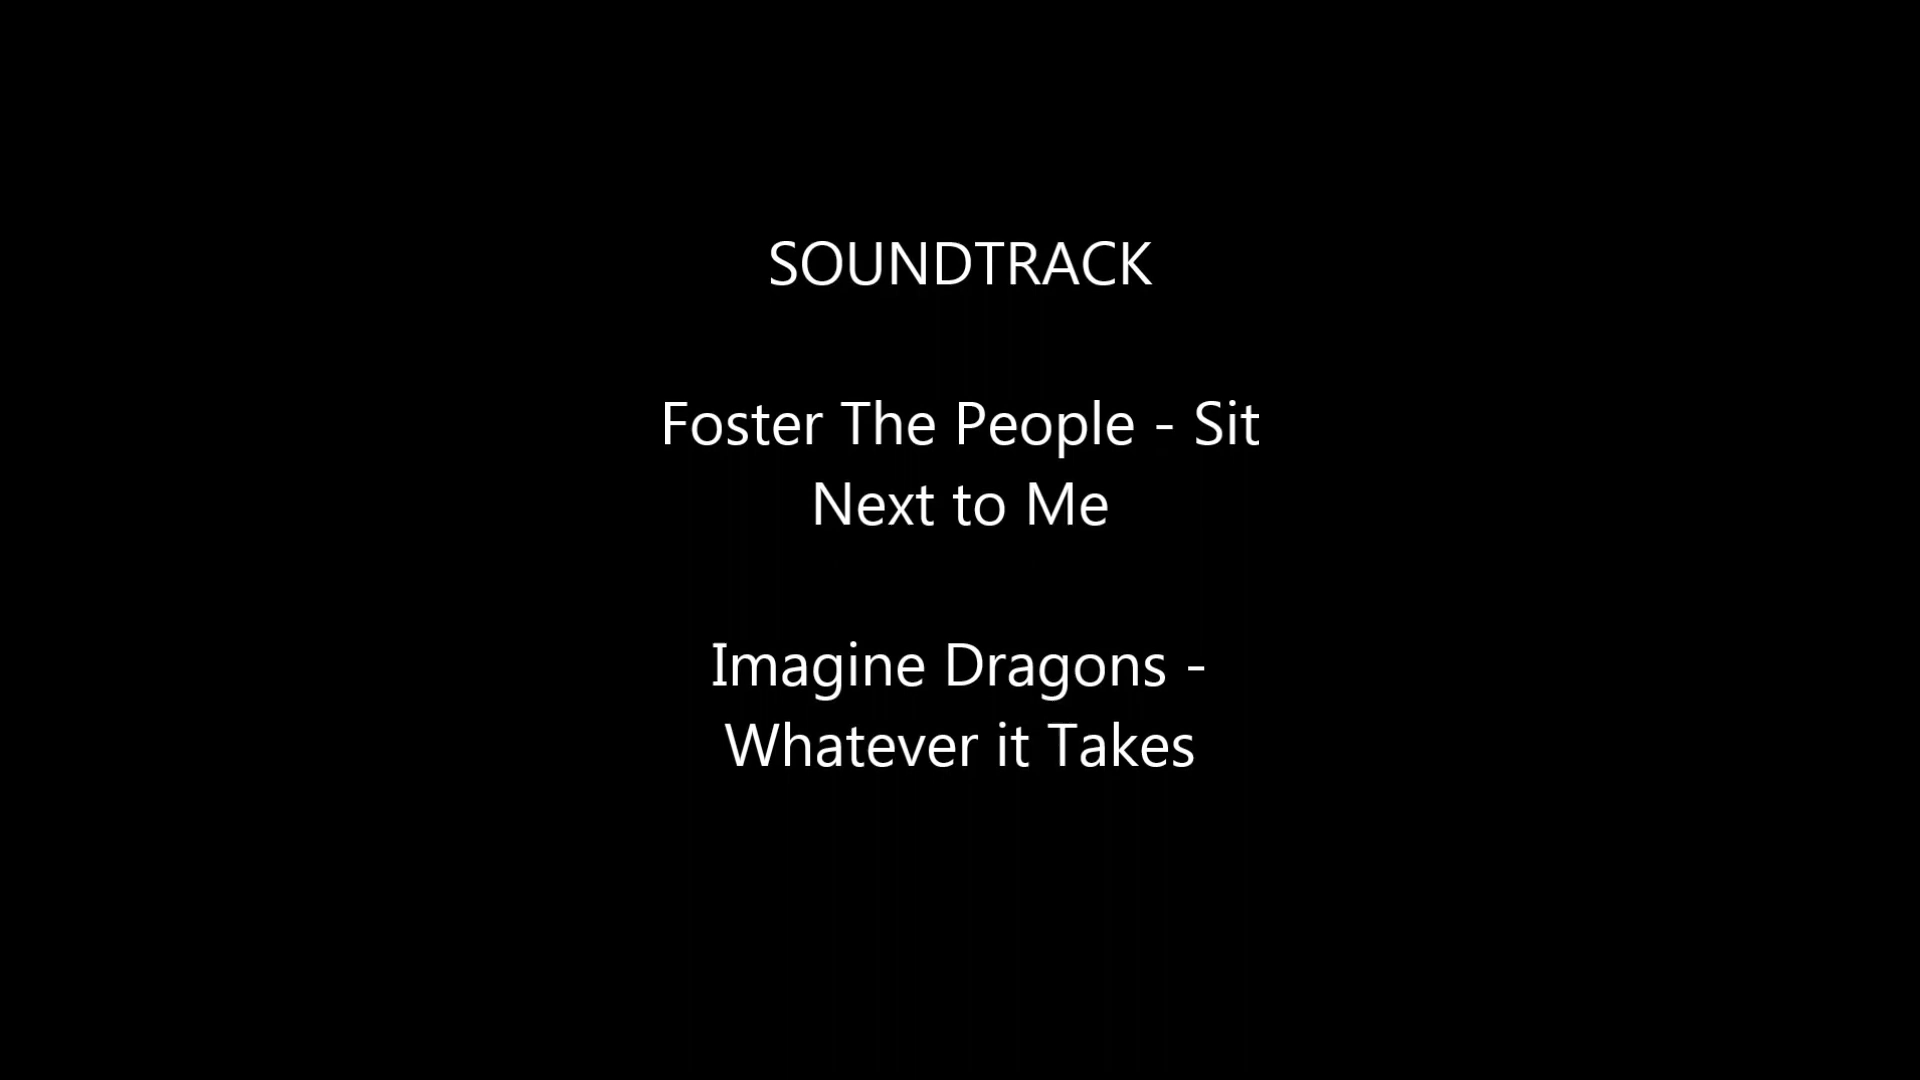 SOUNDTRACK
Foster The People - Sit
Next to Me
Imagine Dragons -
Whatever it Takes